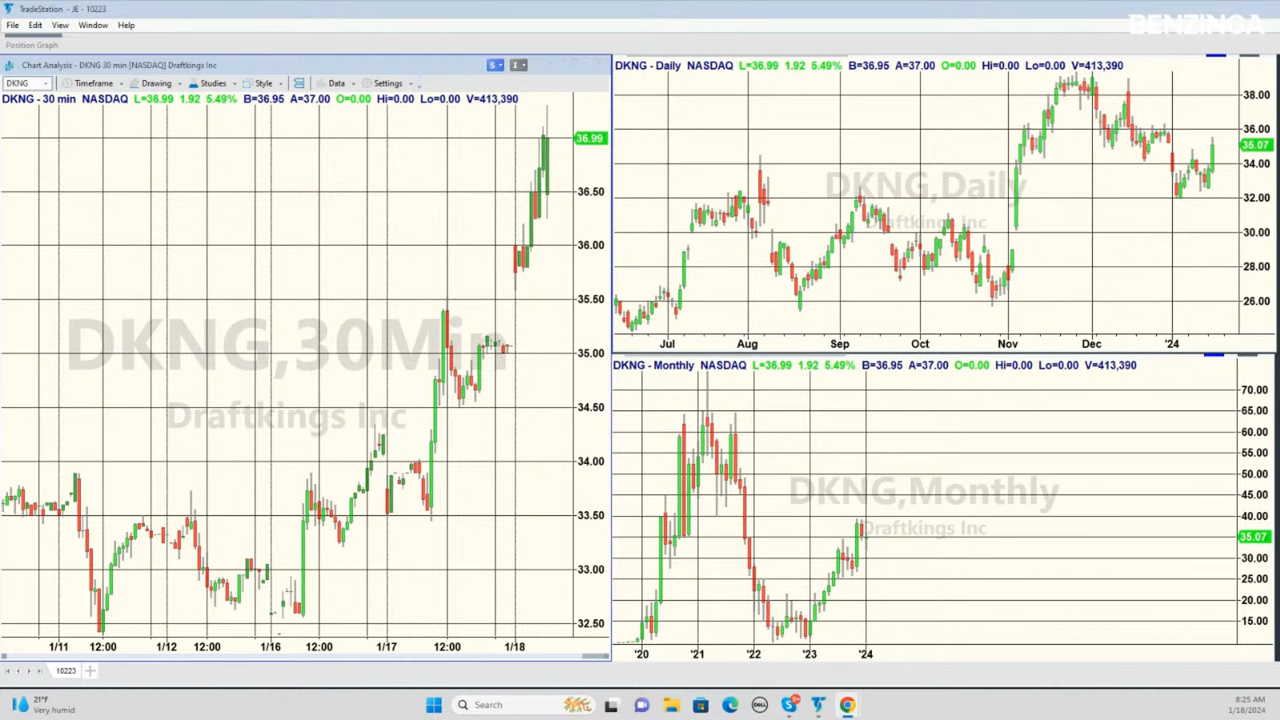 TradeStation - JE - 10223
BENZINGA
File Edit View Window Help
Position Graph
Chart Analysis - DKNG 30 min [NASDAQ] Draftkings Inc
DKNG Timeframe Drawing Studies Style Data Settings
DKNG - 30 min NASDAQ L=36.99 1.92 5.49% B=36.95 A=37.00 O=0.00 Hi=0.00 Lo=0.00 V=413,390
DKNG,30Min
Draftkings Inc
36.99
36.50
36.00
35.50
35.00
34.50
34.00
33.50
33.00
32.50
1/11 12:00 1/12 12:00 1/16 12:00 1/17 12:00 1/18
DKNG - Daily NASDAQ L=36.99 1.92 5.49% B=36.95 A=37.00 O=0.00 Hi=0.00 Lo=0.00 V=413,390
DKNG,Daily
Draftkings Inc
38.00
36.00
35.07
34.00
32.00
30.00
28.00
26.00
Jul Aug Sep Oct Nov Dec '24
DKNG - Monthly NASDAQ L=36.99 1.92 5.49% B=36.95 A=37.00 O=0.00 Hi=0.00 Lo=0.00 V=413,390
DKNG,Monthly
Draftkings Inc
70.00
65.00
60.00
55.00
50.00
45.00
40.00
35.07
30.00
25.00
20.00
15.00
'20 '21 '22 '23 '24
10223
21°F
Very humid
Search
DELL
8:25 AM
1/18/2024